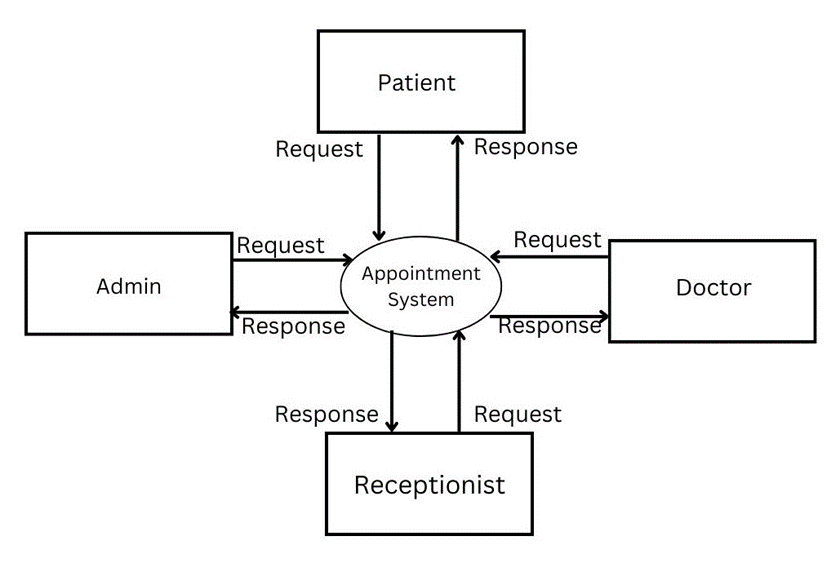 Patient
Request
Response
Request
Request
Admin
Appointment
System
Doctor
Response
Response
Response
Request
Receptionist